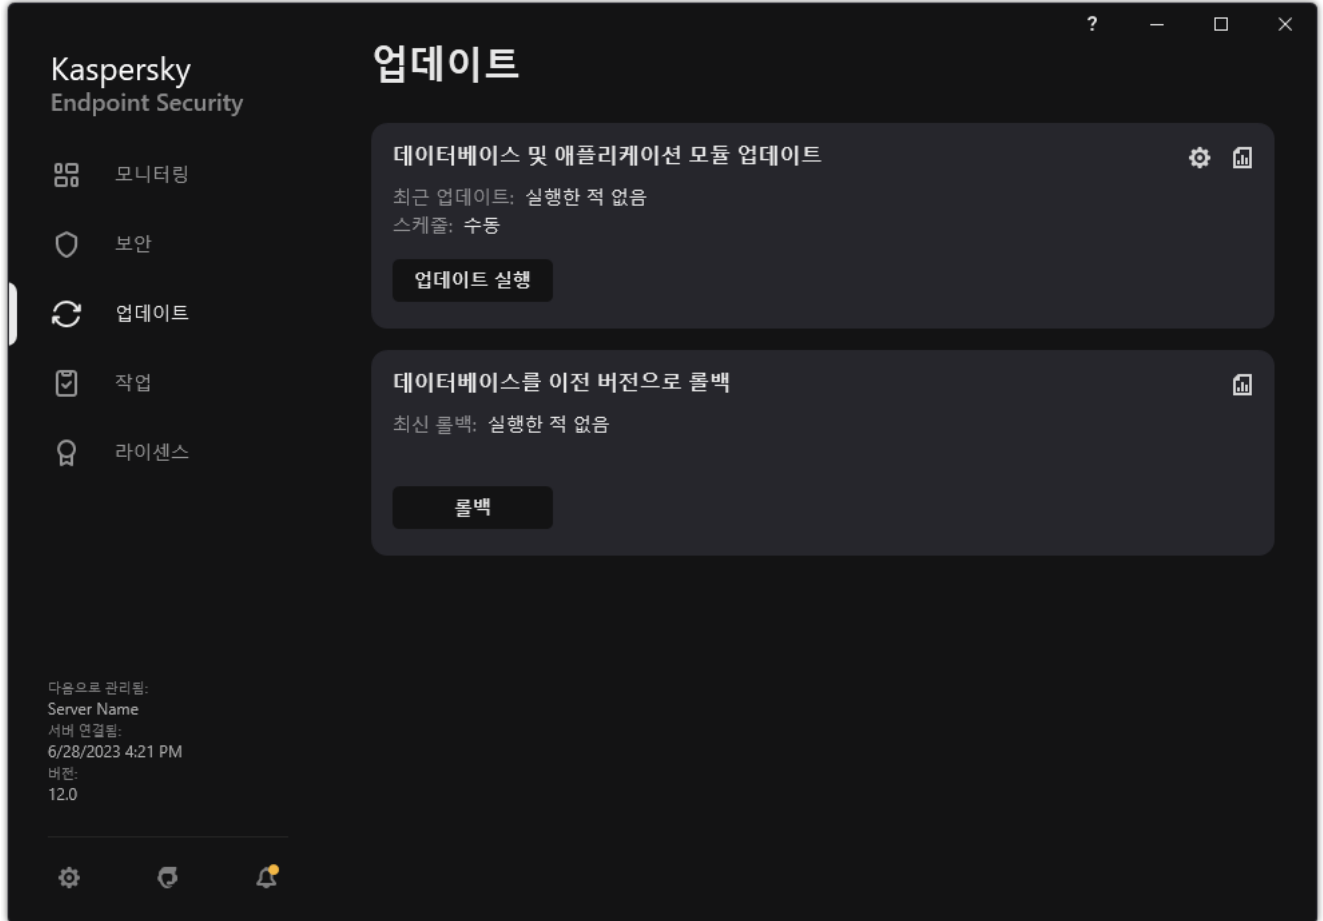 ?
Kaspersky
Endpoint Security
모니터링
보안
업데이트
작업
라이센스
다음으로 관리됨:
Server Name
서버 연결됨:
6/28/2023 4:21 PM
버전:
12.0
업데이트
데이터베이스 및 애플리케이션 모듈 업데이트
최근 업데이트: 실행한 적 없음
스케줄: 수동
업데이트 실행
데이터베이스를 이전 버전으로 롤백
최신 롤백: 실행한 적 없음
롤백